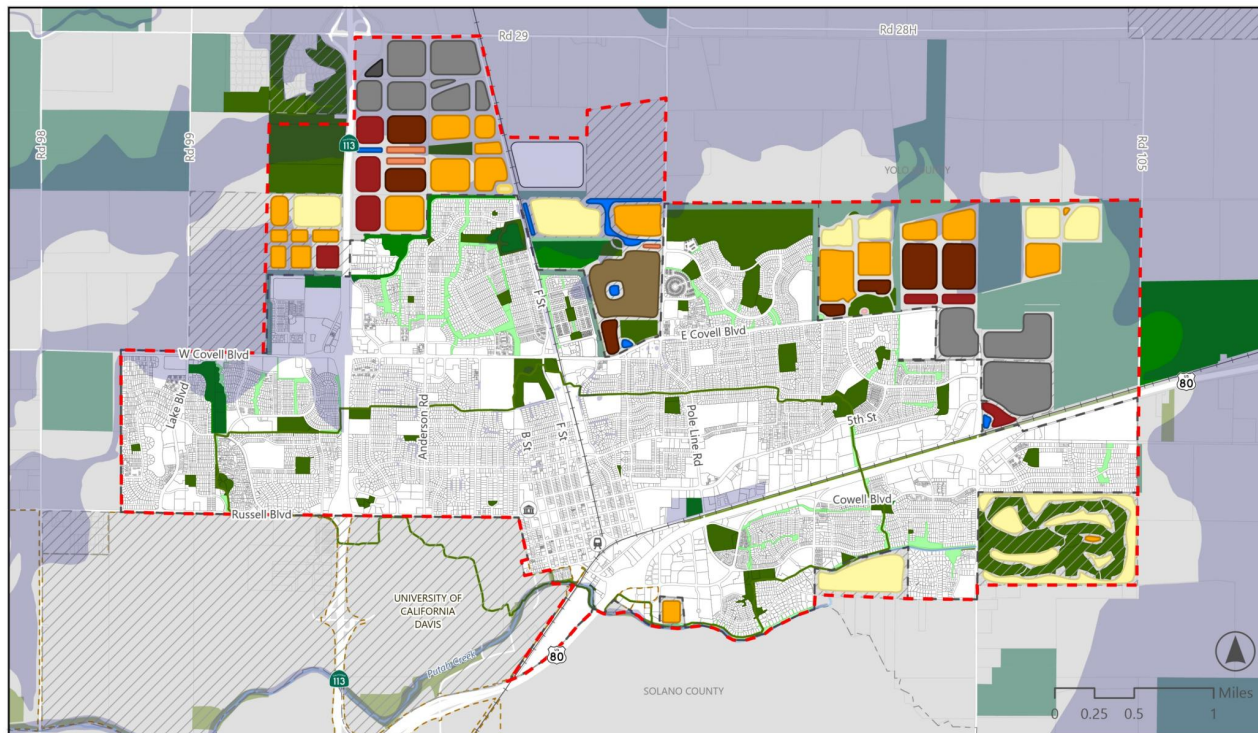 Rd 29
Rd 28H
Rd 98
Rd 99
Rd 105
113
YOLO COUNTY
F St
E Covell Blvd
W Covell Blvd
80
Lake Blvd
Anderson Rd
B St
F St
Pole Line Rd
5th St
Cowell Blvd
Russell Blvd
UNIVERSITY OF
CALIFORNIA
DAVIS
Putah Creek
80
113
SOLANO COUNTY
Miles
0 0.25 0.5 1